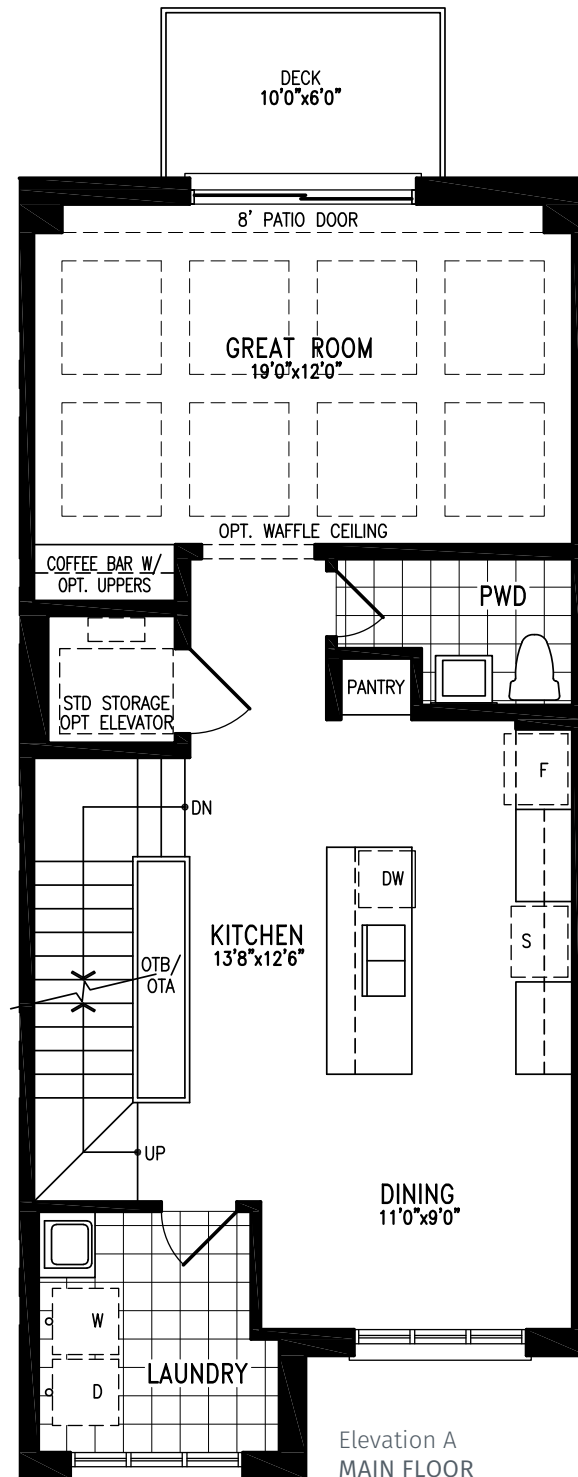 DECK
10'0"x6'0"
8' PATIO DOOR
GREAT ROOM
19'0"x12'0"
OPT. WAFFLE CEILING
COFFEE BAR W/
OPT. UPPERS
PWD
PANTRY
STD STORAGE
OPT ELEVATOR
F
DN
DW
KITCHEN
13'8"x12'6"
S
OTB/
OTA
UP
DINING
11'0"x9'0"
W
LAUNDRY
D
Elevation A
MAIN FLOOR